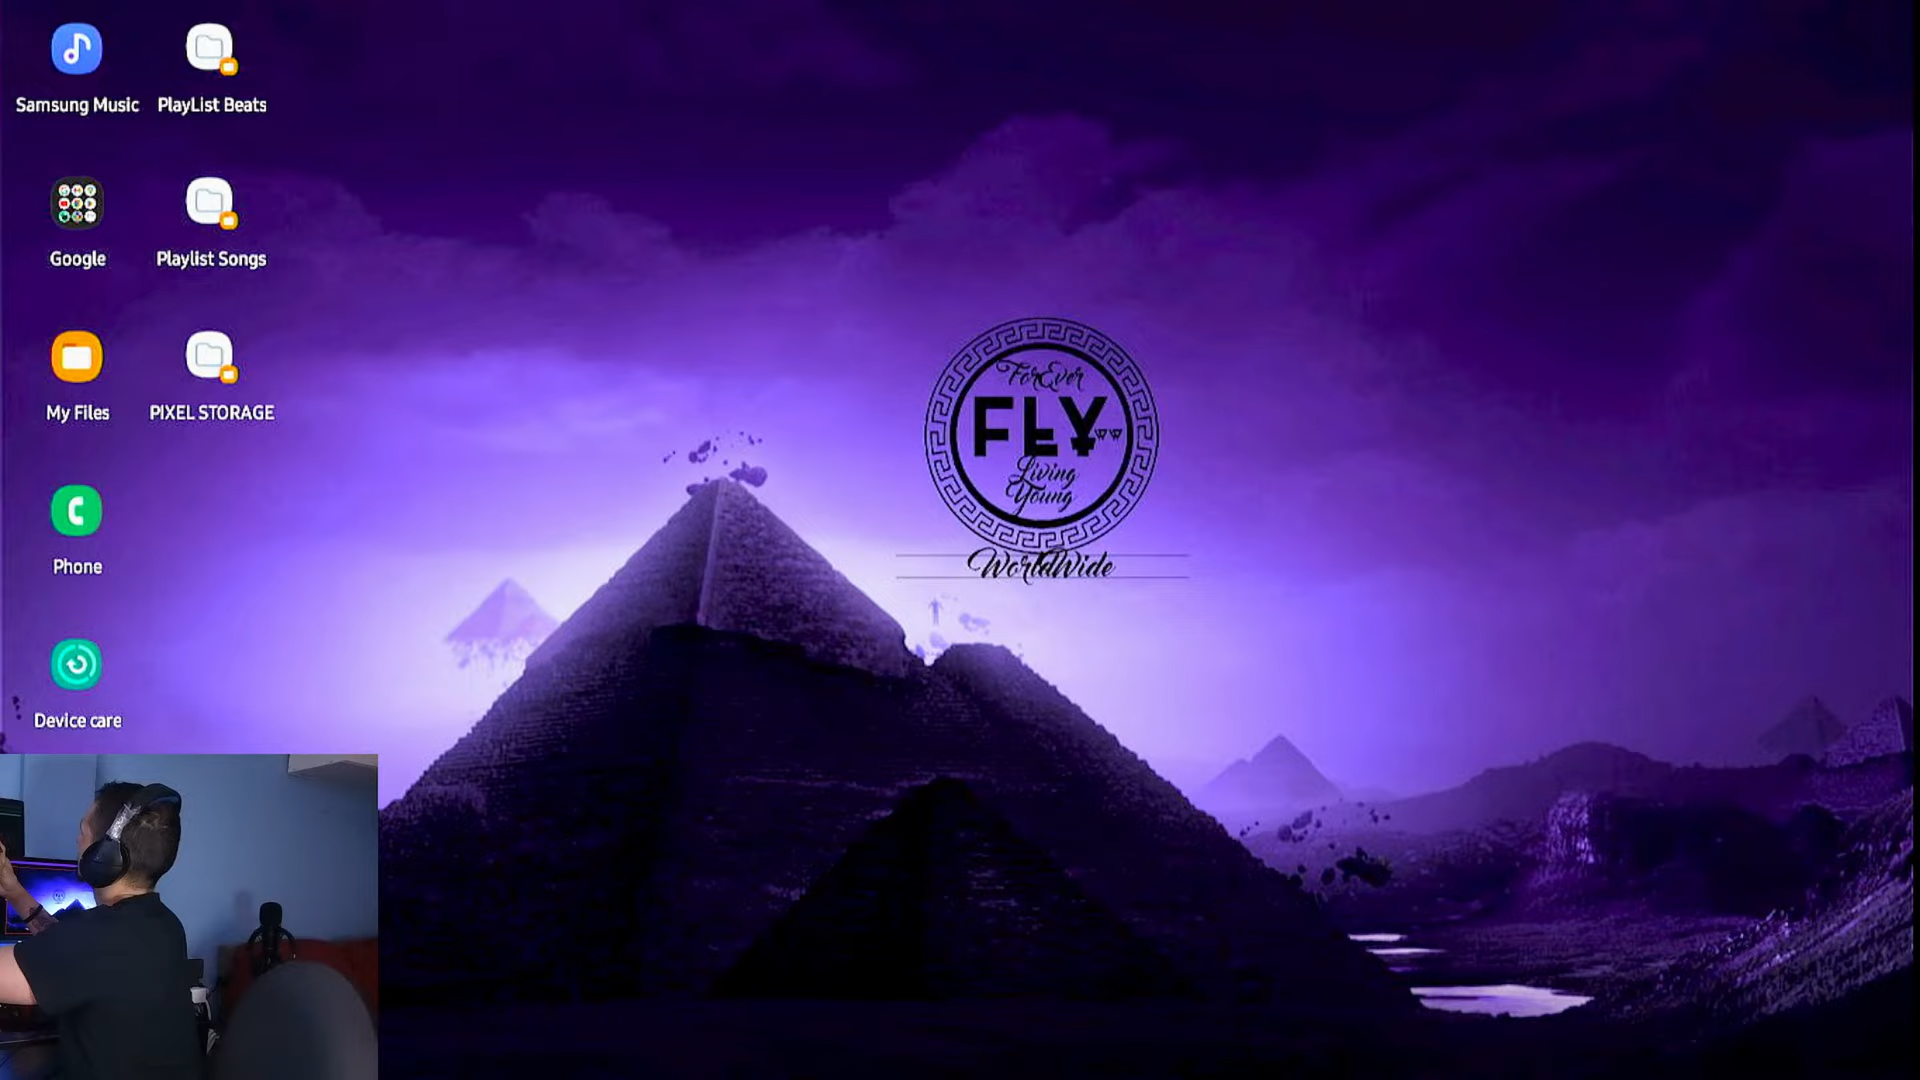 Samsung Music
PlayList Beats
Google
Playlist Songs
My Files
PIXEL STORAGE
Phone
Device care
ForEver
FLY
WW
Living
Young
WorldWide